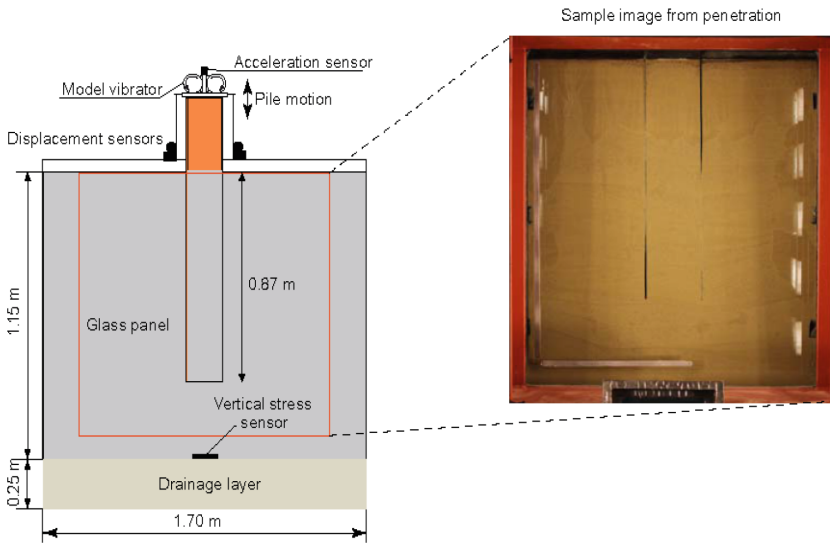 Sample image from penetration
Acceleration sensor
Model vibrator
Pile motion
Displacement sensors
0.87 m
1.15 m
Glass panel
Vertical stress
sensor
0.25 m
Drainage layer
1.70 m